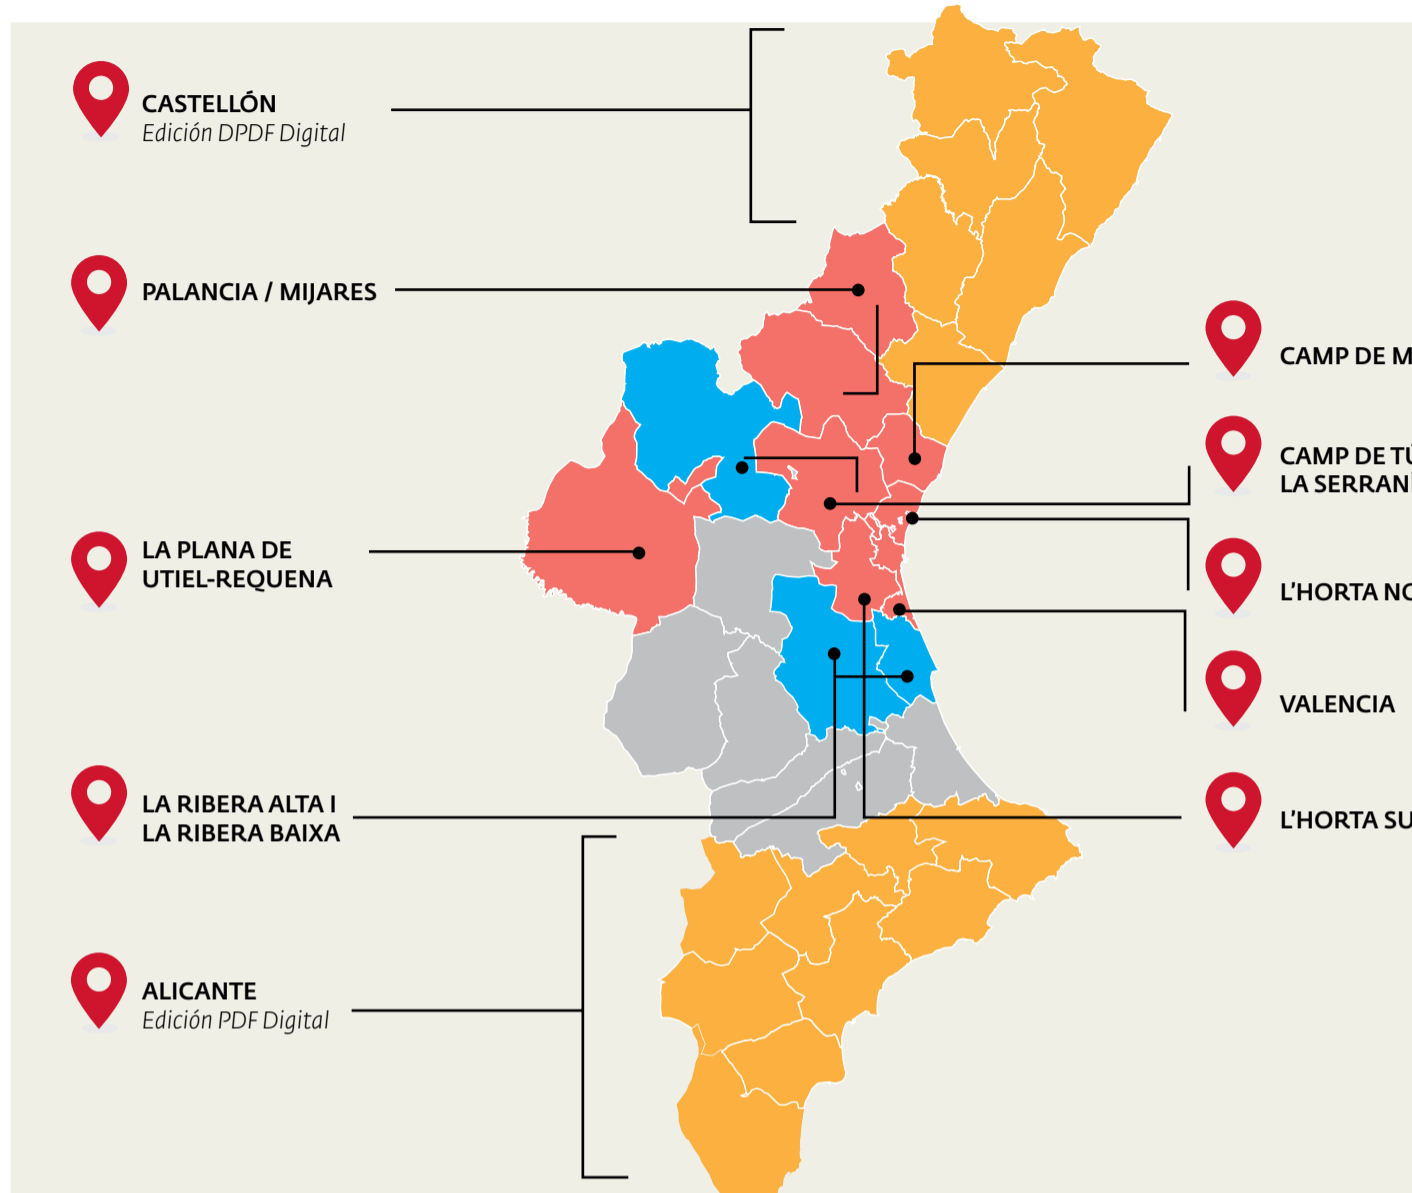 CASTELLÓN
Edición DPDF Digital
PALANCIA / MIJARES
LA PLANA DE
UTIEL-REQUENA
LA RIBERA ALTA I
LA RIBERA BAIXA
ALICANTE
Edición PDF Digital
CAMP DE M
CAMP DE TÚ
LA SERRAN
L'HORTA NO
VALENCIA
L'HORTA SU